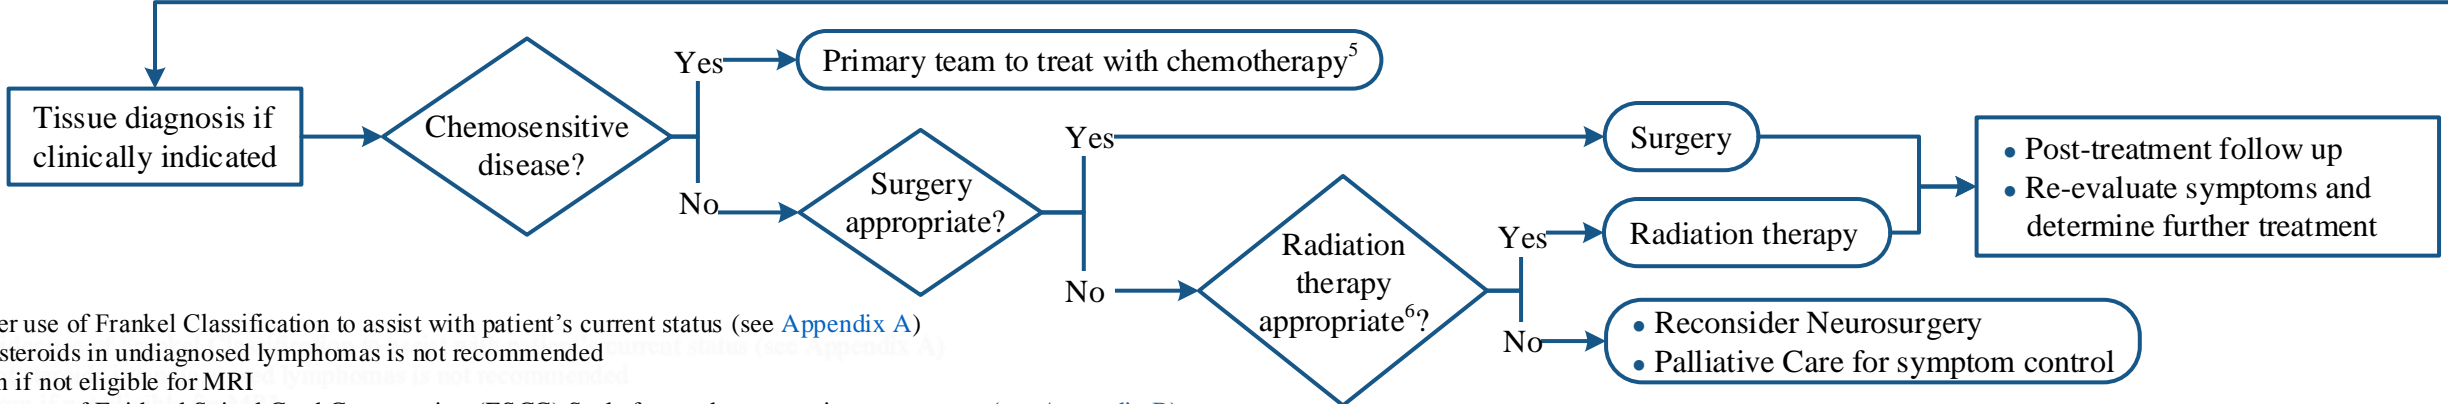 Tissue diagnosis if
clinically indicated
Chemosensitive
disease?
Yes
Primary team to treat with chemotherapy5
No
Surgery
appropriate?
Yes
Surgery
No
Radiation
therapy
appropriate6?
Yes
Radiation therapy
No
• Reconsider Neurosurgery
• Palliative Care for symptom control
• Post-treatment follow up
• Re-evaluate symptoms and
determine further treatment
use of Frankel Classification to assist with patient's current status (see Appendix A)
steroids in undiagnosed lymphomas is not recommended
if not eligible for MRI